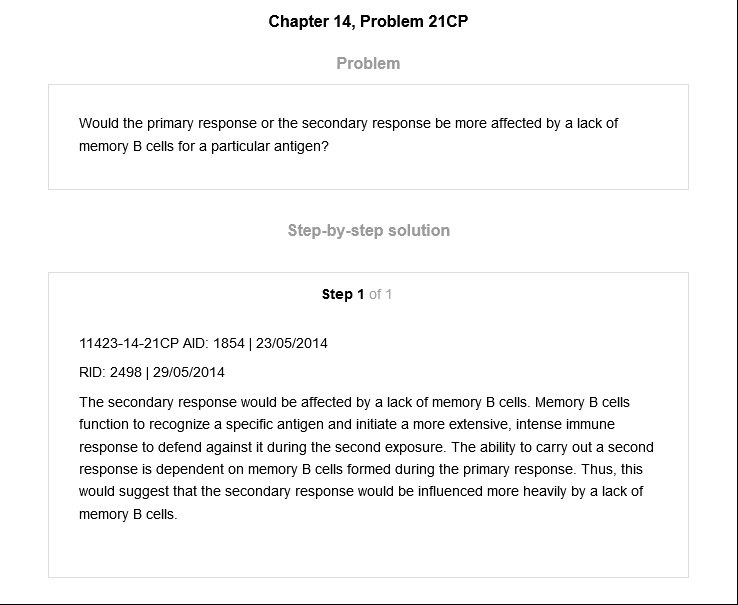 Chapter 14, Problem 21CP
Problem
Would the primary response or the secondary response be more affected by a lack of
memory B cells for a particular antigen?
Step-by-step solution
Step 1 of 1
11423-14-21CP AID: 1854 | 23/05/2014
RID: 2498 | 29/05/2014
The secondary response would be affected by a lack of memory B cells. Memory B cells
function to recognize a specific antigen and initiate a more extensive, intense immune
response to defend against it during the second exposure. The ability to carry out a second
response is dependent on memory B cells formed during the primary response. Thus, this
would suggest that the secondary response would be influenced more heavily by a lack of
memory B cells.